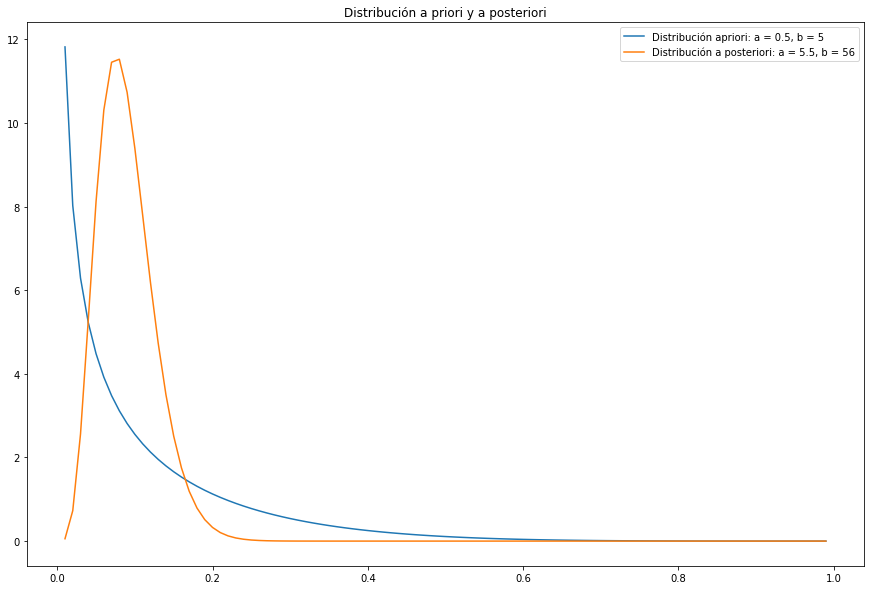 Distribución a priori y a posteriori
Distribución apriori: a = 0.5, b = 5
Distribución a posteriori: a = 5.5, b = 56
12
10
8
6
4
2
0
0.0 0.2 0.4 0.6 0.8 1.0